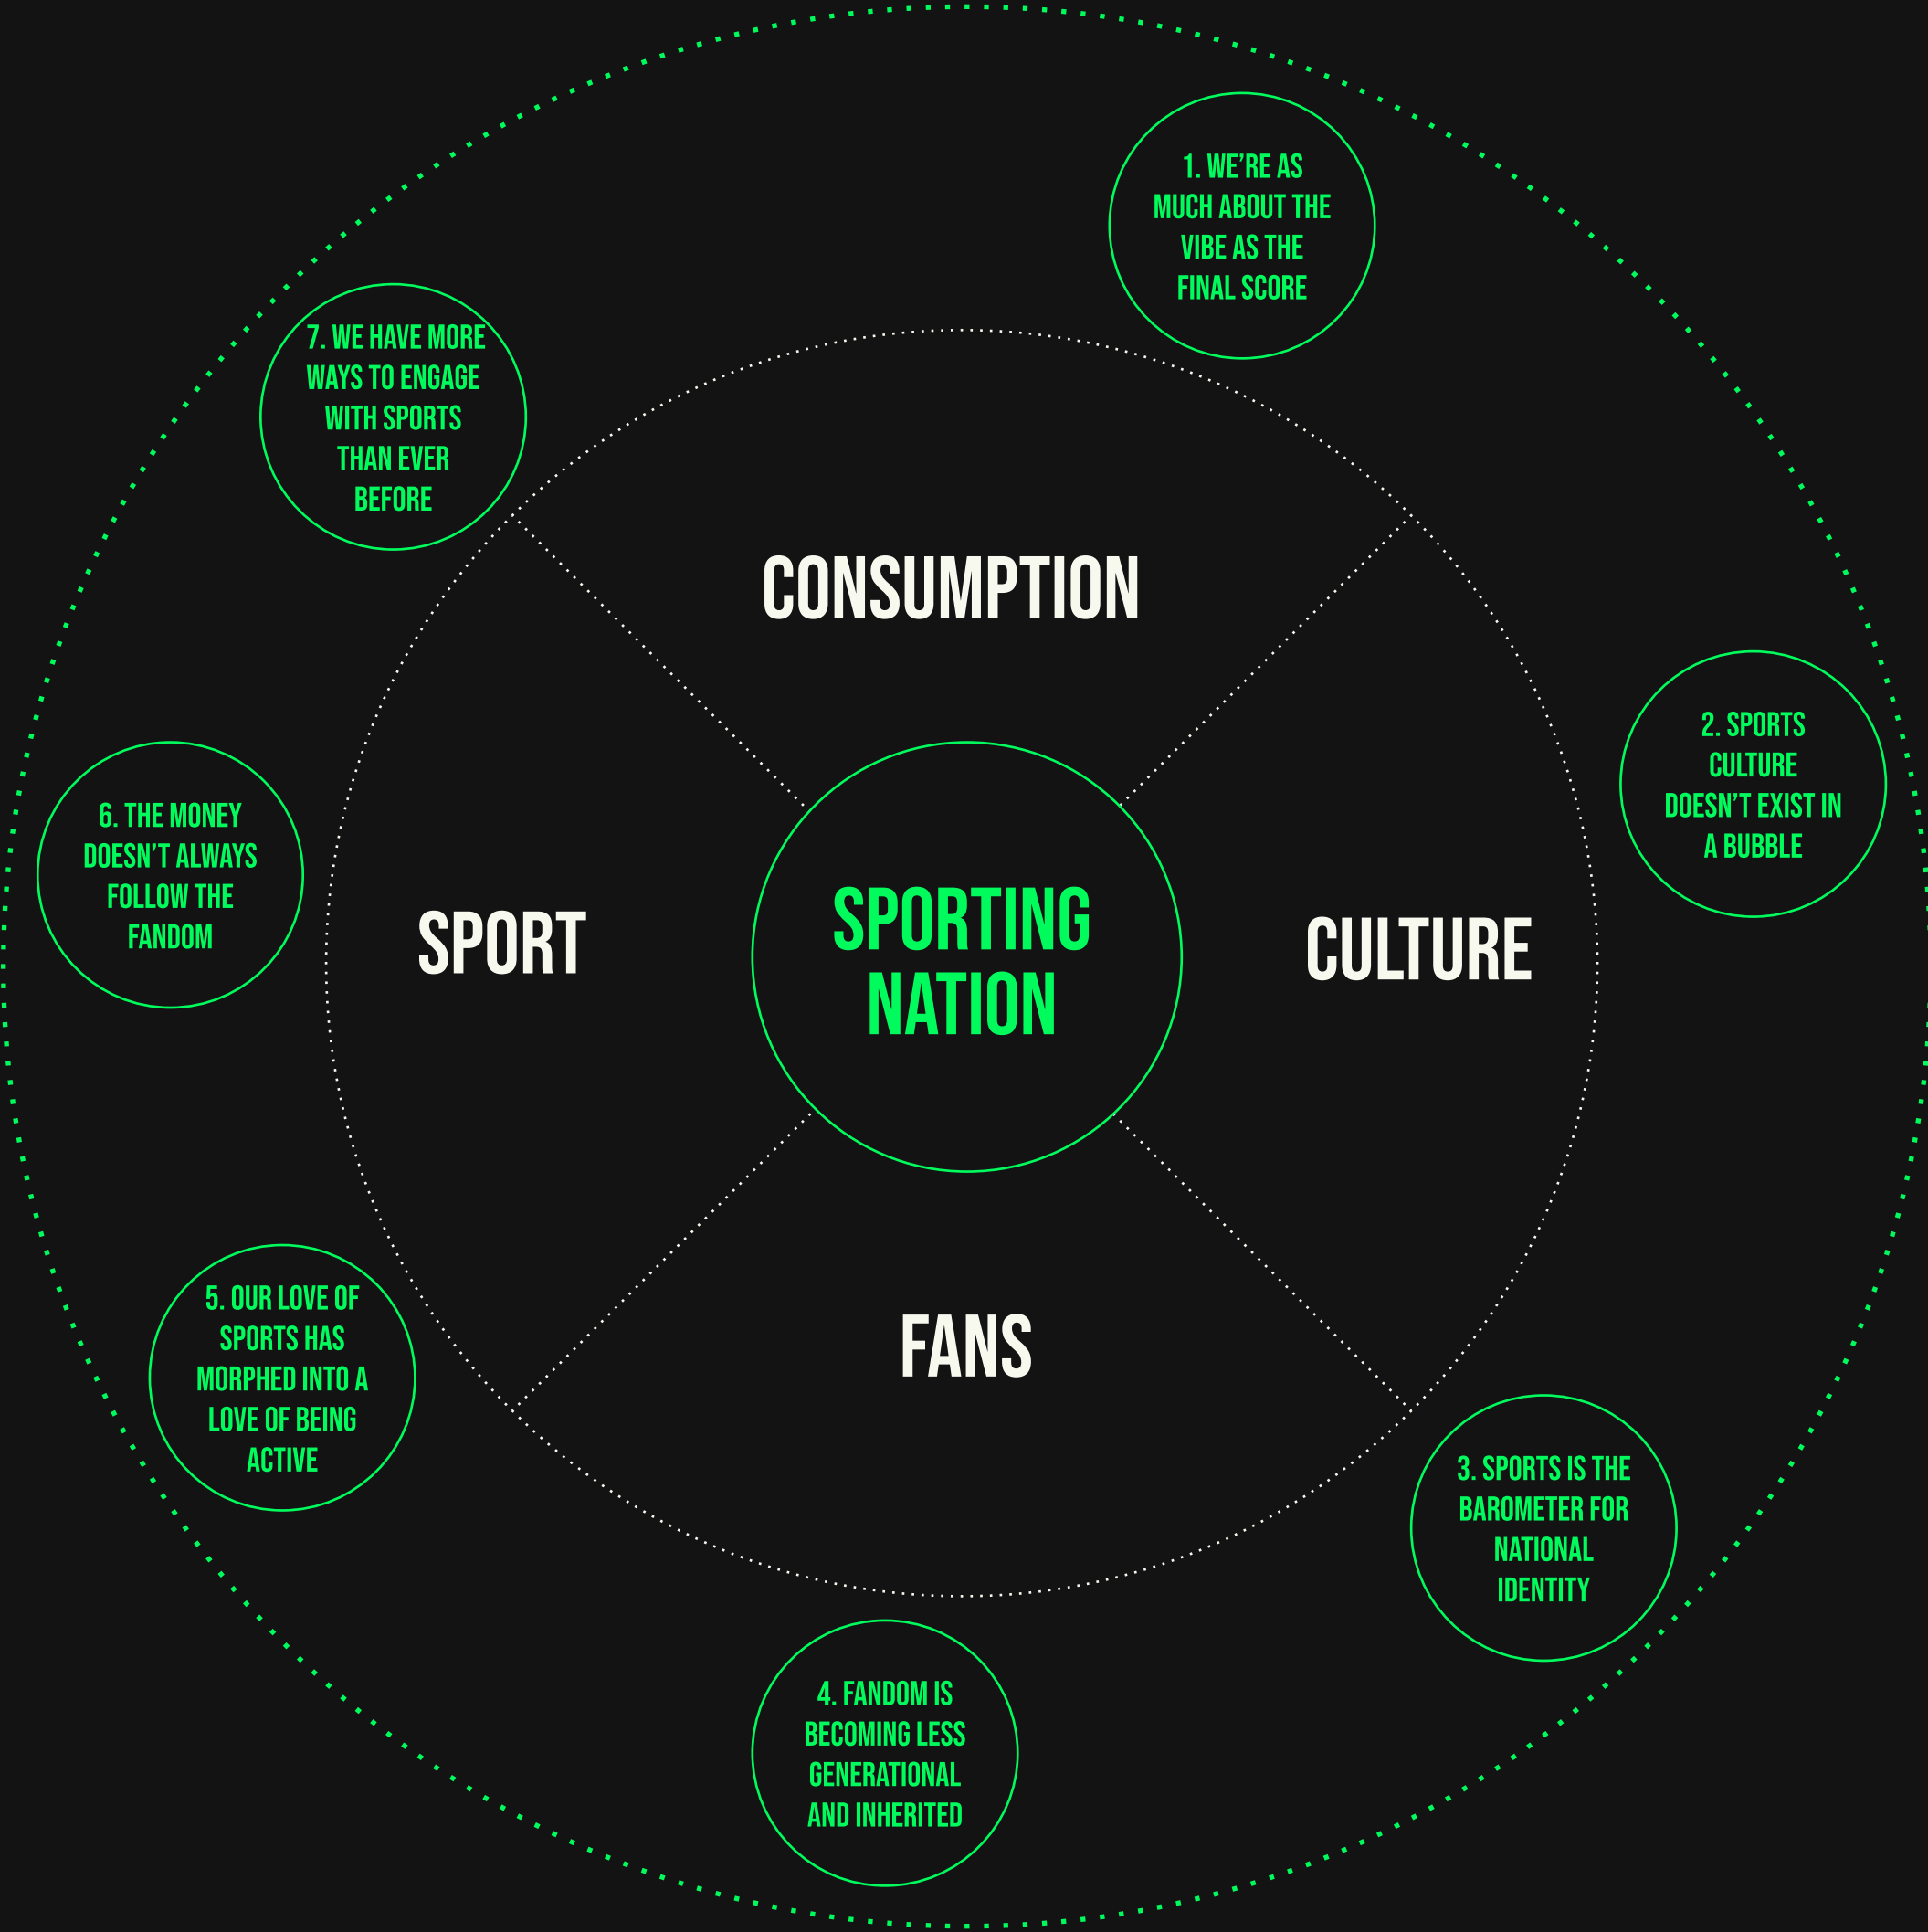 1. WE'RE AS
MUCH ABOUT THE
VIBE AS THE
FINAL SCORE
7. WE HAVE MORE
WAYS TO ENGAGE
WITH SPORTS
THAN EVER
BEFORE
CONSUMPTION
2. SPORTS
CULTURE
DOESN'T EXIST IN
A BUBBLE
6. THE MONEY
DOESN'T ALWAYS
FOLLOW THE
FANDOM
SPORT
SPORTING
NATION
CULTURE
5. OUR LOVE OF
SPORTS HAS
MORPHED INTO A
LOVE OF BEING
ACTIVE
FANS
3. SPORTS IS THE
BAROMETER FOR
NATIONAL
IDENTITY
4. FANDOM IS
BECOMING LESS
GENERATIONAL
AND INHERITED